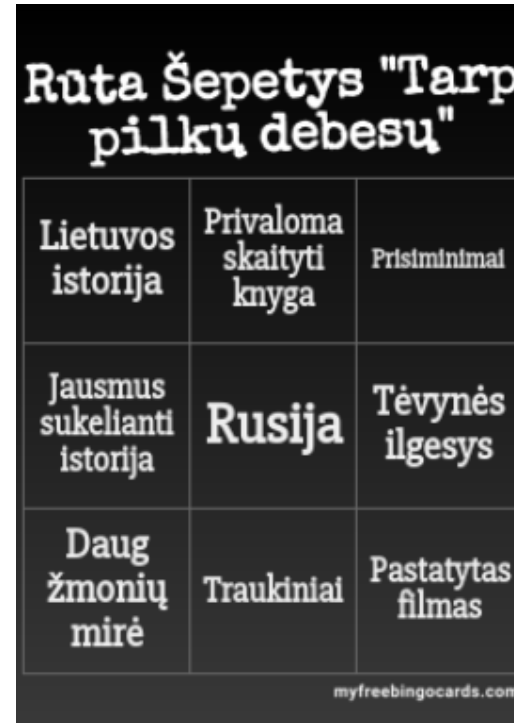 Rūta Šepetys "Tarp
pilkų debesų"
Lietuvos
istorija
Privaloma
skaityti
knyga
Prisiminimai
Jausmus
sukelianti
istorija
Rusija
Tėvynės
ilgesys
Daug
žmonių
mirė
Traukiniai
Pastatytas
filmas
myfreebingocards.com